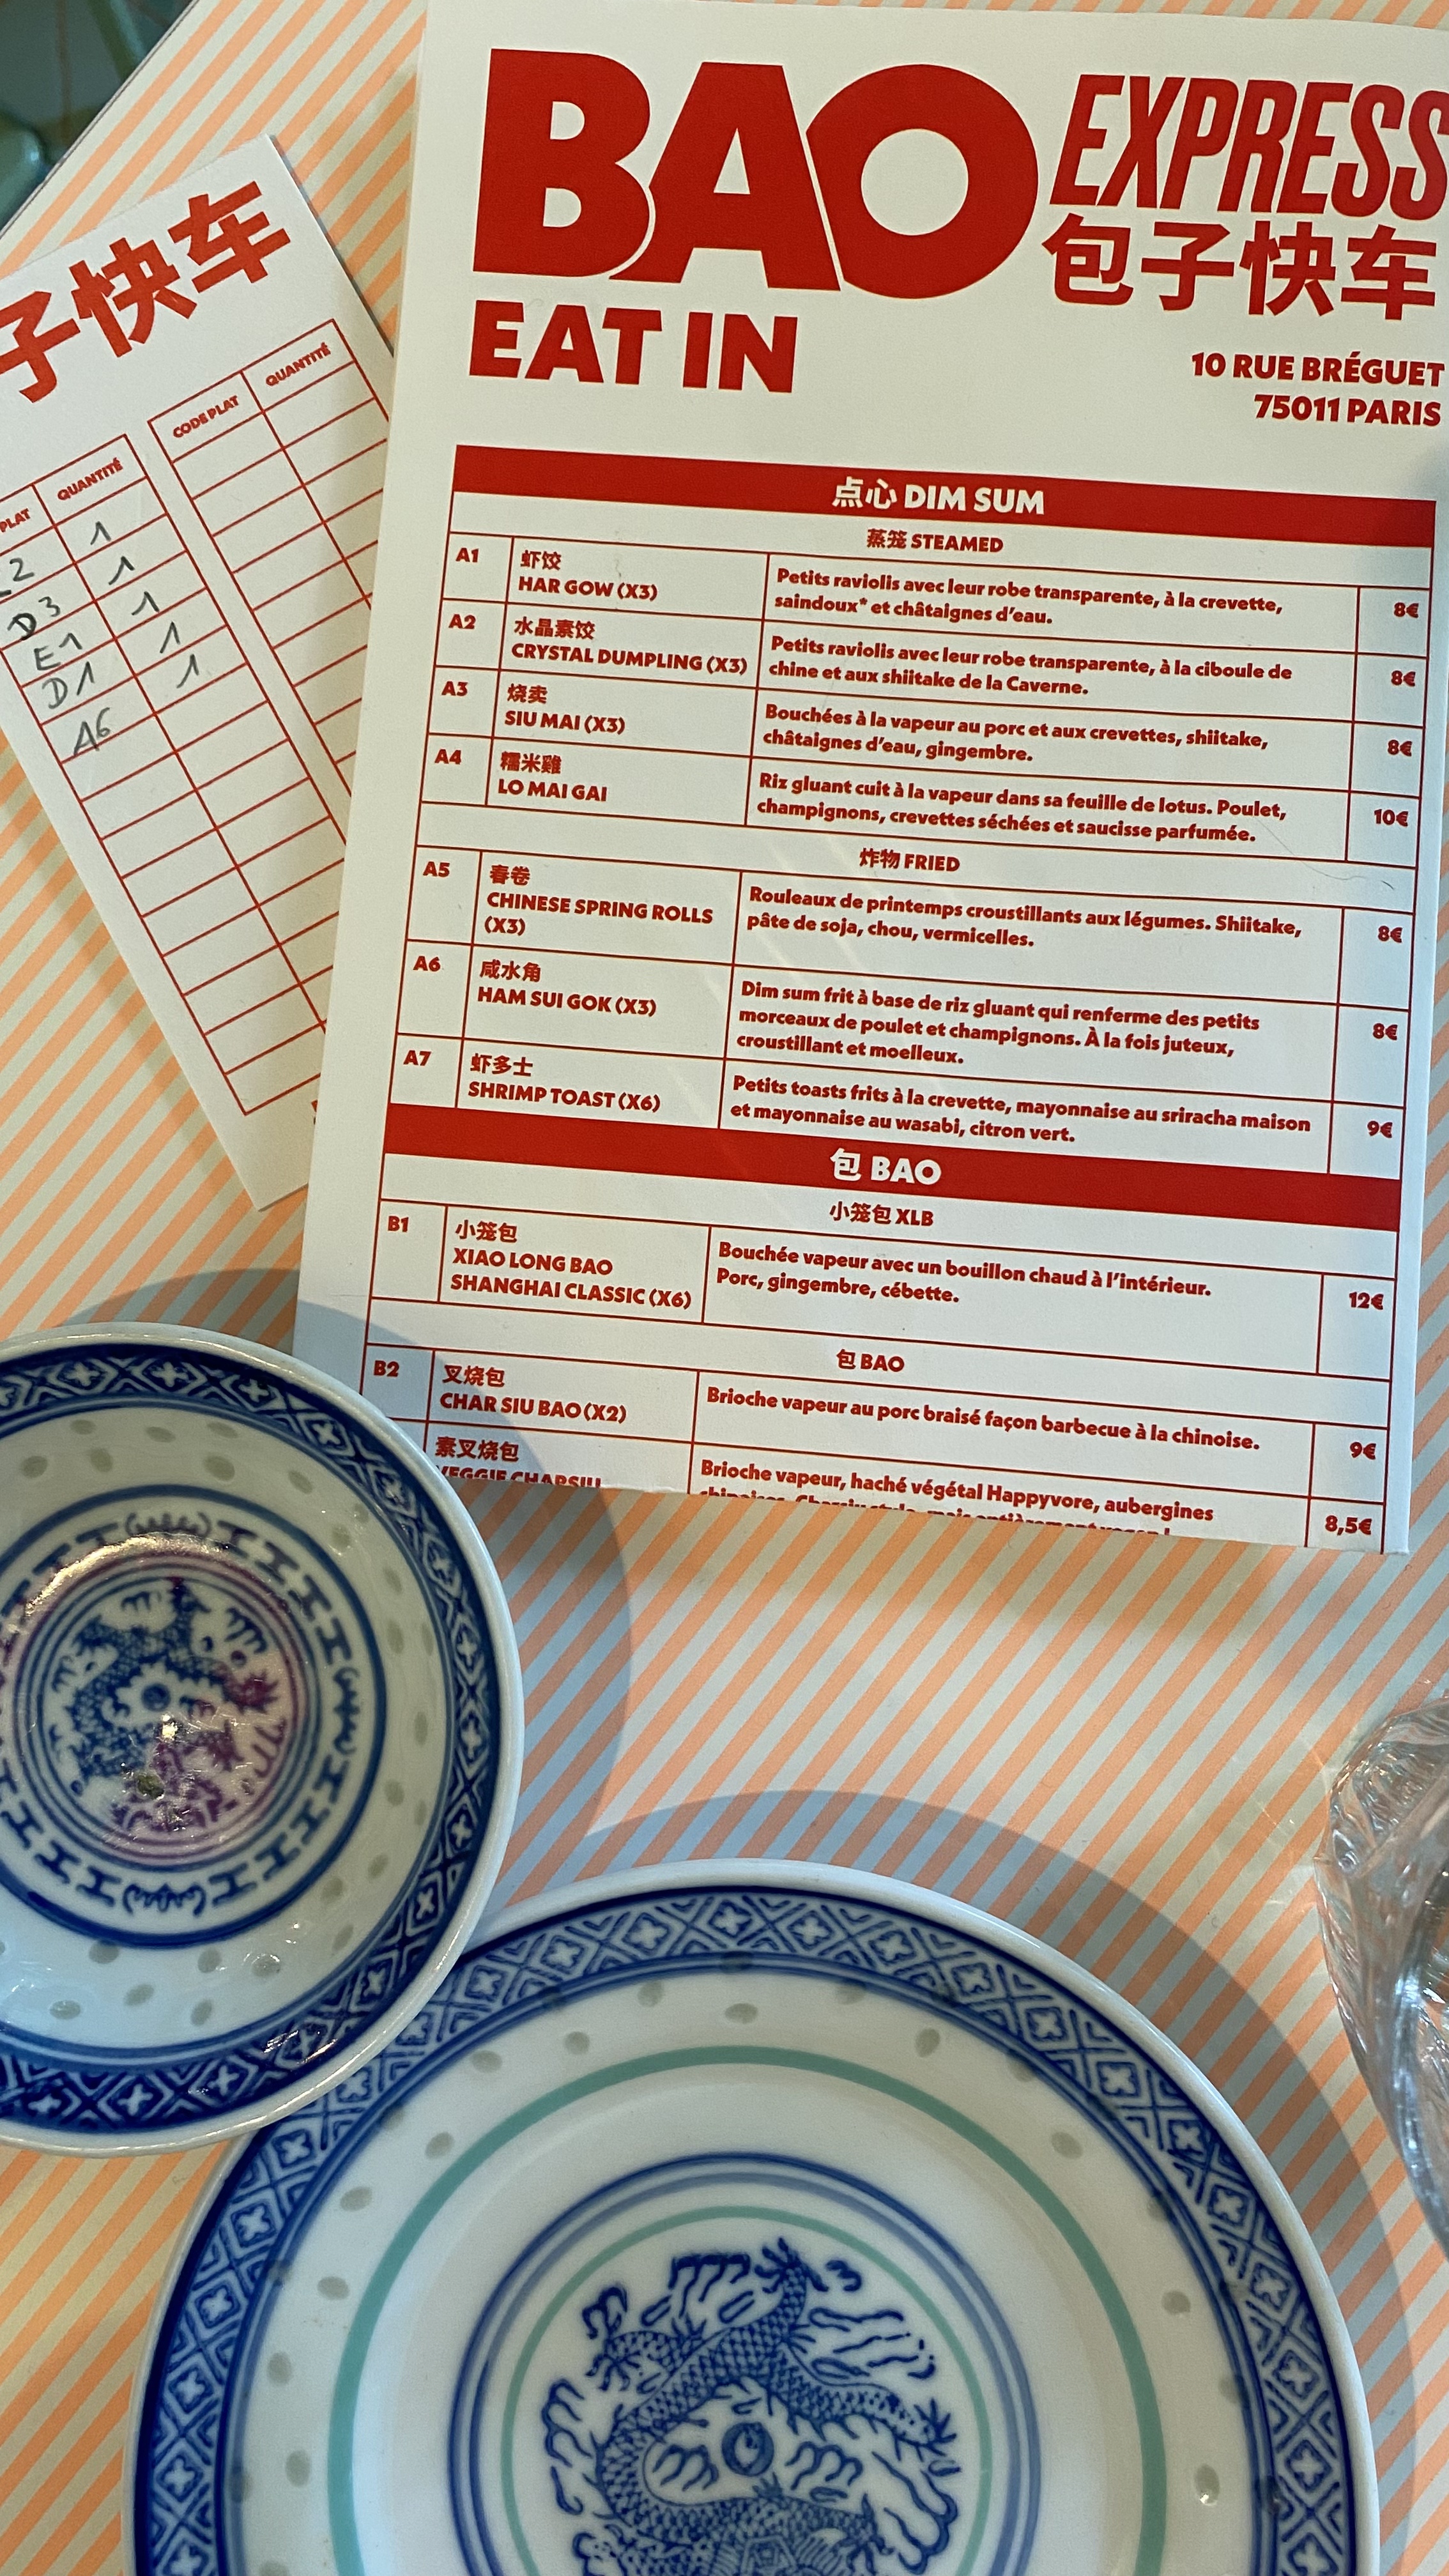 BAO EXPRESS
包子快车
EAT IN
10 RUE BRÉGUET
75011 PARIS
点心 DIM SUM
蒸笼 STEAMED
A1
虾饺
HAR GOW (X3)
Petits raviolis avec leur robe transparente, à la crevette,
saindoux* et châtaignes d'eau.
8€
A2
水晶素饺
CRYSTAL DUMPLING (X3)
Petits raviolis avec leur robe transparente, à la ciboule de
chine et aux shiitake de la Caverne.
8€
A3
烧卖
SIU MAI (X3)
Bouchées à la vapeur au porc et aux crevettes, shiitake,
châtaignes d'eau, gingembre.
8€
A4
糯米雞
LO MAI GAI
Riz gluant cuit à la vapeur dans sa feuille de lotus. Poulet,
champignons, crevettes séchées et saucisse parfumée.
10€
炸物 FRIED
A5
春卷
CHINESE SPRING ROLLS
(X3)
Rouleaux de printemps croustillants aux légumes. Shiitake,
pâte de soja, chou, vermicelles.
8€
A6
咸水角
HAM SUI GOK (X3)
Dim sum frit à base de riz gluant qui renferme des petits
morceaux de poulet et champignons. À la fois juteux,
croustillant et moelleux.
8€
A7
虾多士
SHRIMP TOAST (X6)
Petits toasts frits à la crevette, mayonnaise au sriracha maison
et mayonnaise au wasabi, citron vert.
9€
包 BAO
小笼包 XLB
B1
小笼包
XIAO LONG BAO
SHANGHAI CLASSIC (X6)
Bouchée vapeur avec un bouillon chaud à l'intérieur.
Porc, gingembre, cébette.
12€
包 BAO
B2
叉烧包
CHAR SIU BAO (X2)
Brioche vapeur au porc braisé façon barbecue à la chinoise.
9€
素叉烧包
VEGGIE CHARSIU
Brioche vapeur, haché végétal Happyvore, aubergines
8,5€
子快车
PLAT QUANTITÉ
CODE PLAT QUANTITÉ
2 1
D3 1
E1 1
D1 1
A6 1